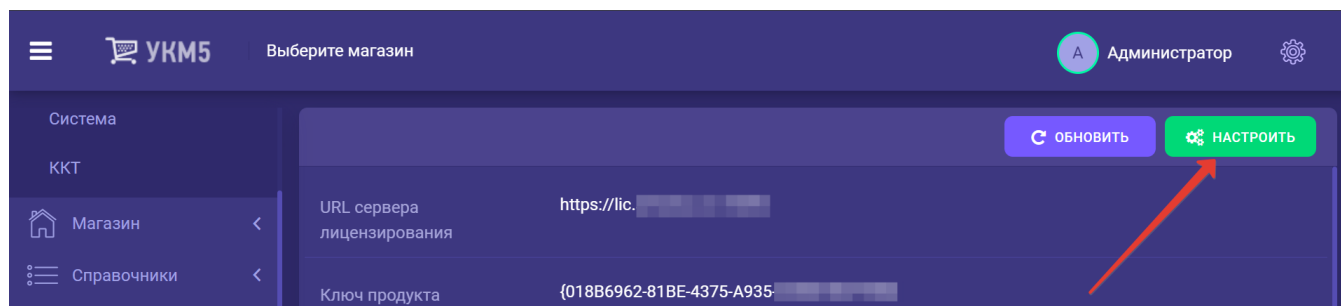 УКМ5
Выберите магазин
А
Администратор
Система
ККТ
ОБНОВИТЬ
НАСТРОИТЬ
URL сервера лицензирования
https://lic.
Магазин
Справочники
Ключ продукта
{018B6962-81BE-4375-A935-